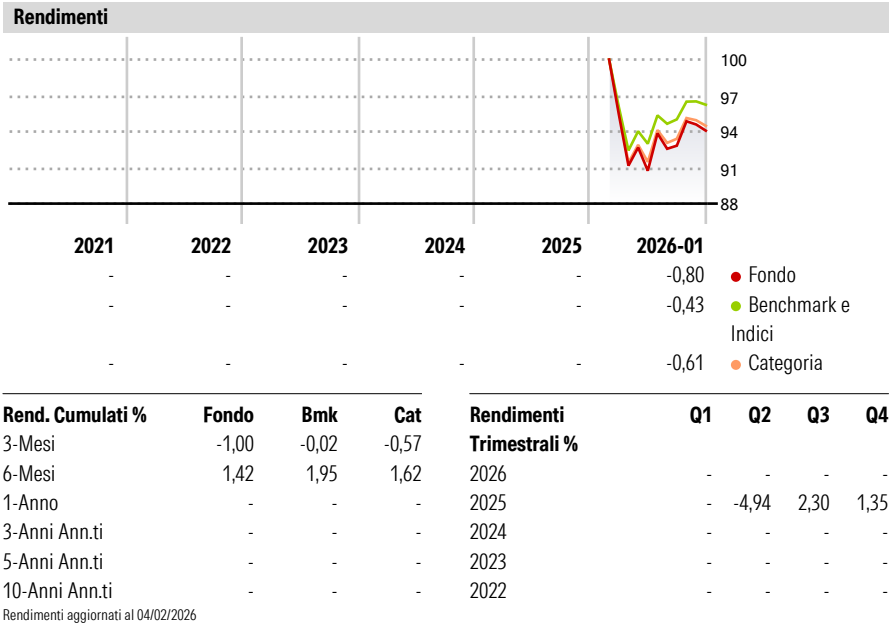 Rendimenti
100
97
94
91
88
2021 2022 2023 2024 2025 2026-01
- - - - - -0,80 Fondo
- - - - - -0,43 Benchmark e
Indici
- - - - - -0,61 Categoria
Rend. Cumulati % Fondo Bmk Cat
3-Mesi -1,00 -0,02 -0,57
6-Mesi 1,42 1,95 1,62
1-Anno - - -
3-Anni Ann.ti - - -
5-Anni Ann.ti - - -
10-Anni Ann.ti - - -
Rendimenti Q1 Q2 Q3 Q4
Trimestrali %
2026 - - - -
2025 - -4,94 2,30 1,35
2024 - - - -
2023 - - - -
2022 - - - -
Rendimenti aggiornati al 04/02/2026